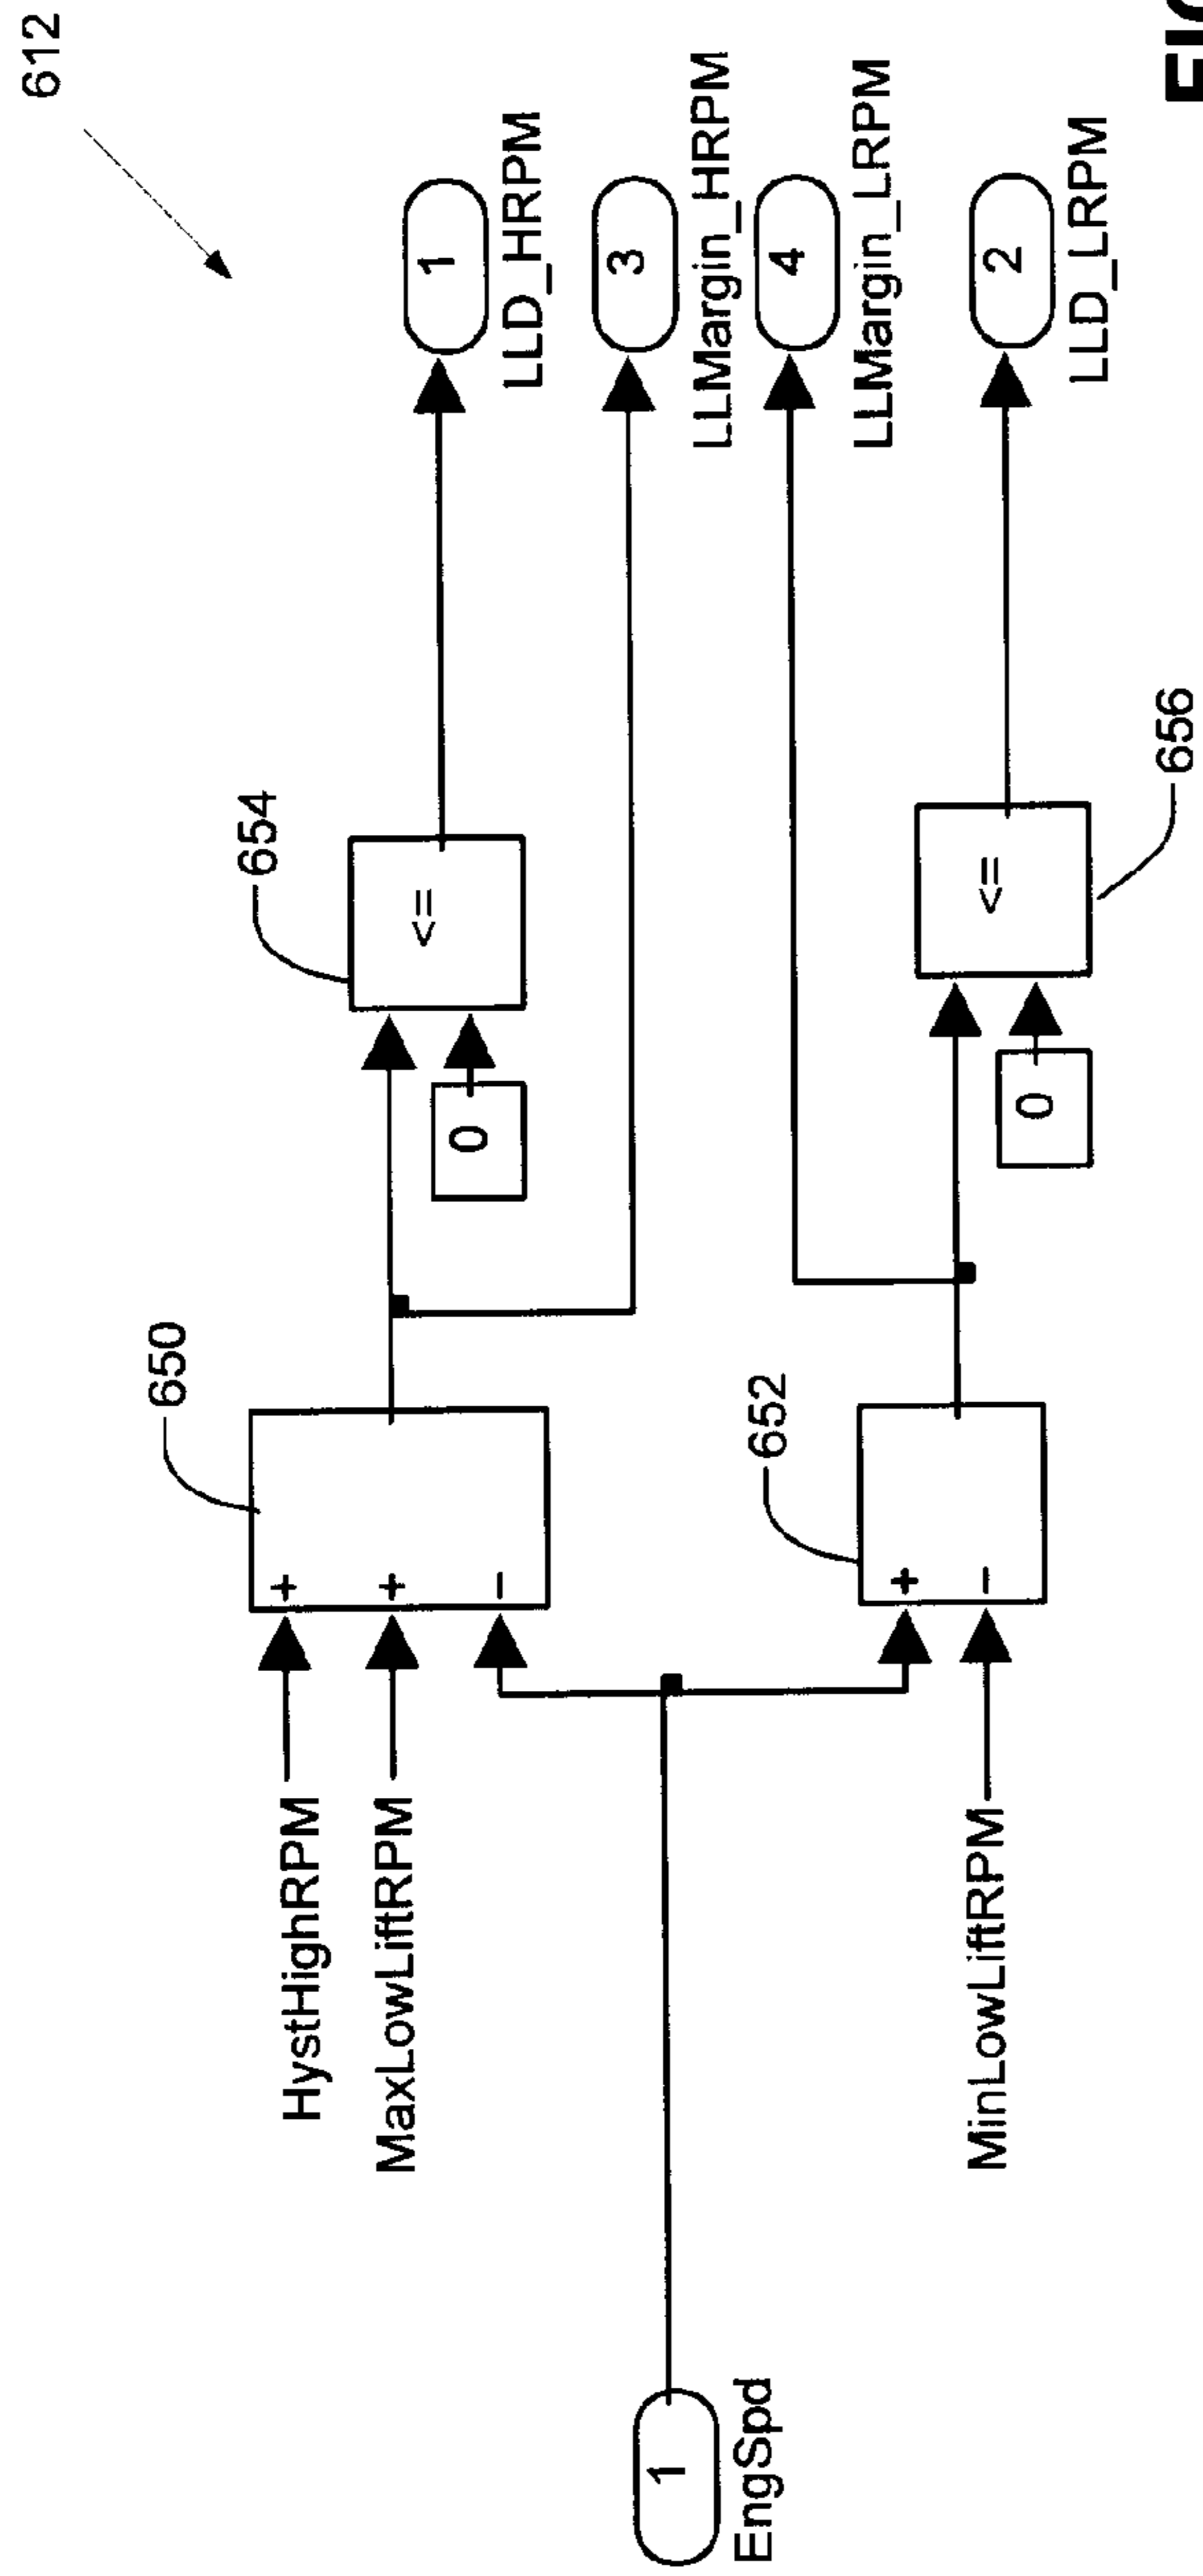 612
650
HystHighRPM
+
MaxLowLiftRPM
+
-
654
<=
0
1
LLD_HRPM
3
LLMargin_HRPM
1
EngSpd
4
LLMargin_LRPM
652
+
MinLowLiftRPM
-
<=
0
656
2
LLD_LRPM